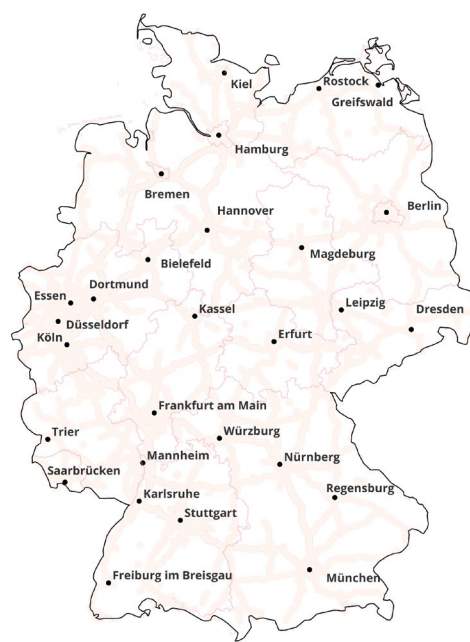 Kiel
Rostock
Greifswald
Hamburg
Bremen
Hannover
Berlin
Bielefeld
Magdeburg
Dortmund
Essen
Düsseldorf
Köln
Kassel
Leipzig
Dresden
Erfurt
Frankfurt am Main
Trier
Würzburg
Mannheim
Nürnberg
Saarbrücken
Karlsruhe
Regensburg
Stuttgart
Freiburg im Breisgau
München